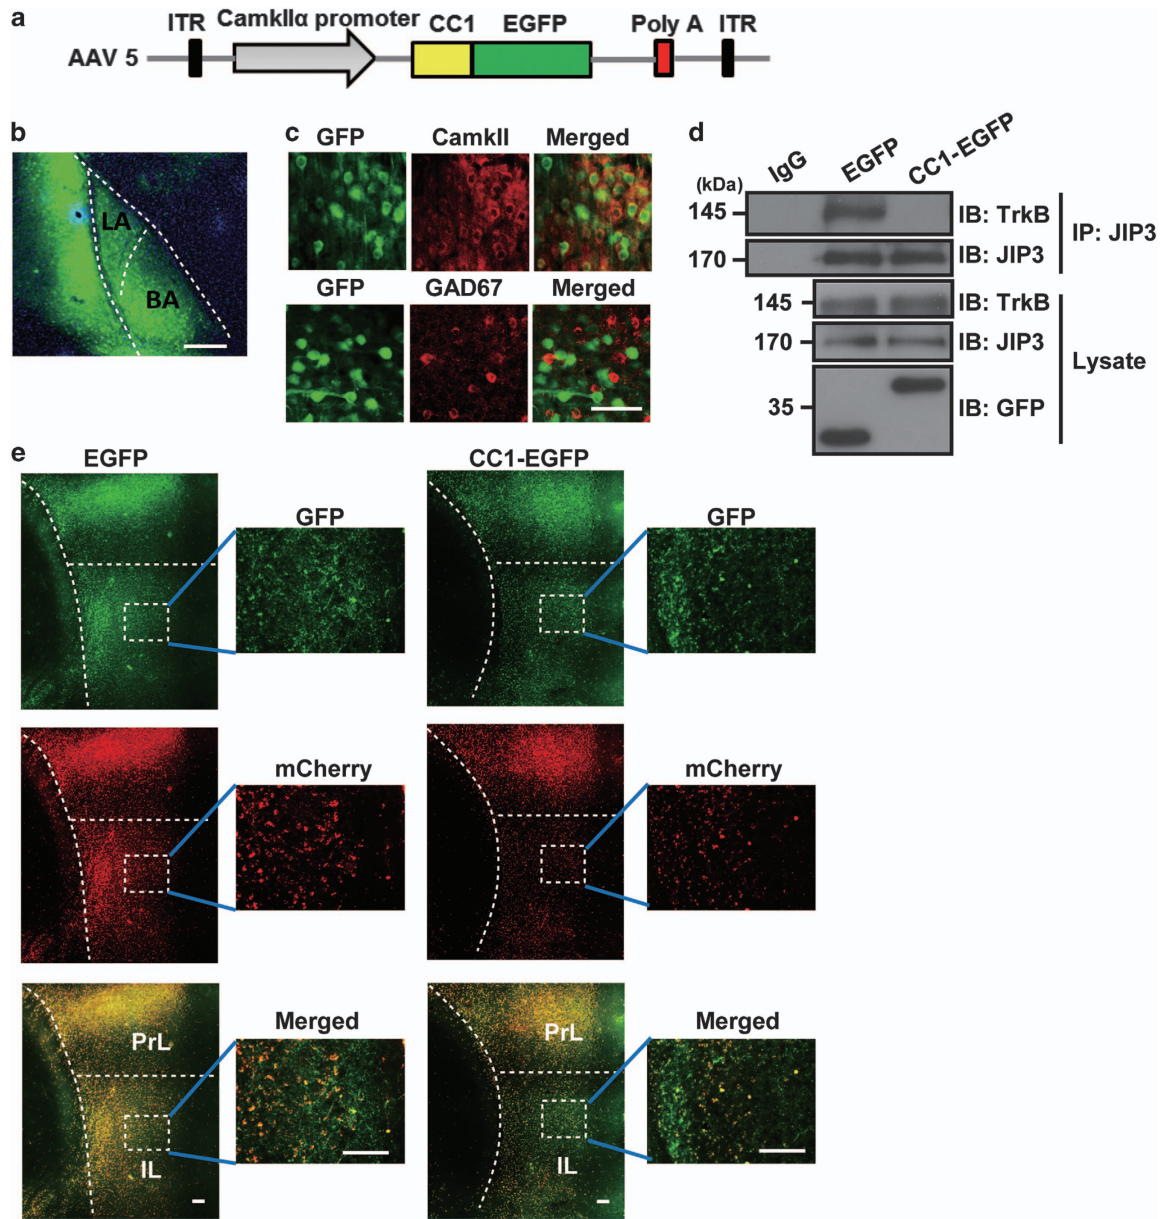 a
ITR CamkIIα promoter CC1 EGFP Poly A ITR
AAV 5
b
LA
BA
c
GFP CamkII Merged
GFP GAD67 Merged
d
IgG EGFP CC1-EGFP
(kDa)
145 IB: TrkB
IP: JIP3
170 IB: JIP3
145 IB: TrkB
170 IB: JIP3
Lysate
35 IB: GFP
e
EGFP CC1-EGFP
GFP GFP
mCherry mCherry
Merged Merged
PrL PrL
IL IL